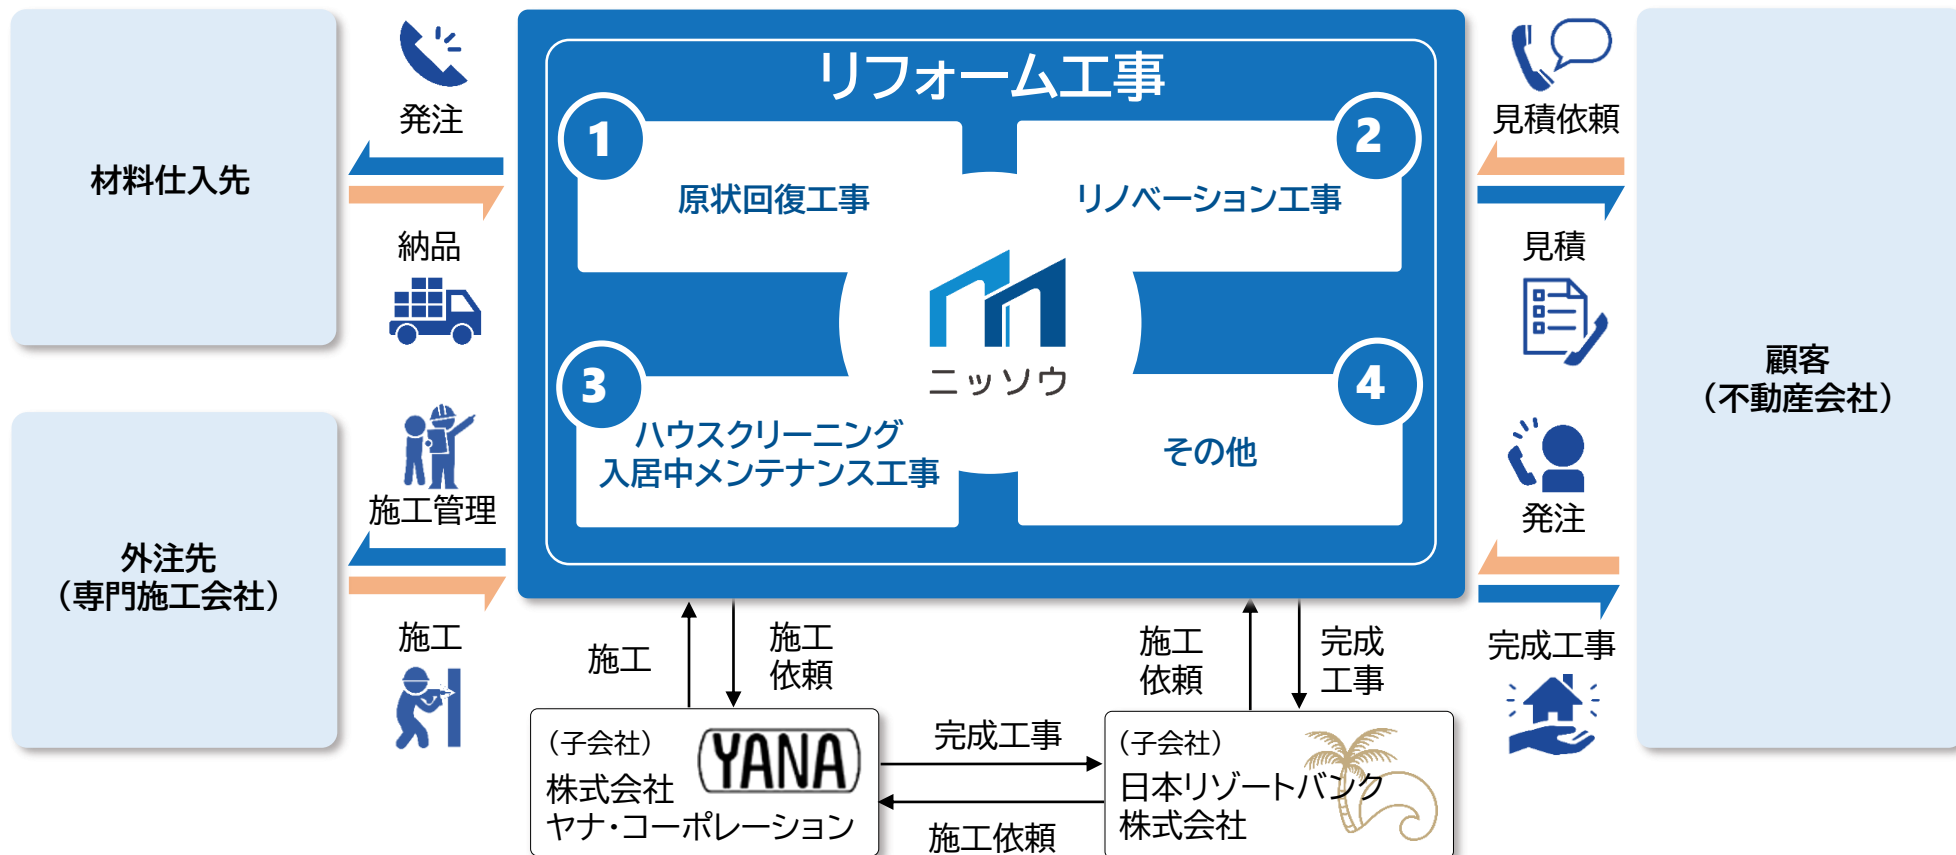 材料仕入先
発注
納品
外注先
（専門施工会社）
施工管理
施工
リフォーム工事
1
原状回復工事
2
リノベーション工事
ニッソウ
3
ハウスクリーニング
入居中メンテナンス工事
4
その他
見積依頼
見積
発注
完成工事
顧客
（不動産会社）
施工
施工
依頼
施工
依頼
完成
工事
（子会社）
YANA
株式会社
ヤナ・コーポレーション
完成工事
施工依頼
（子会社）
日本リゾートバンク
株式会社